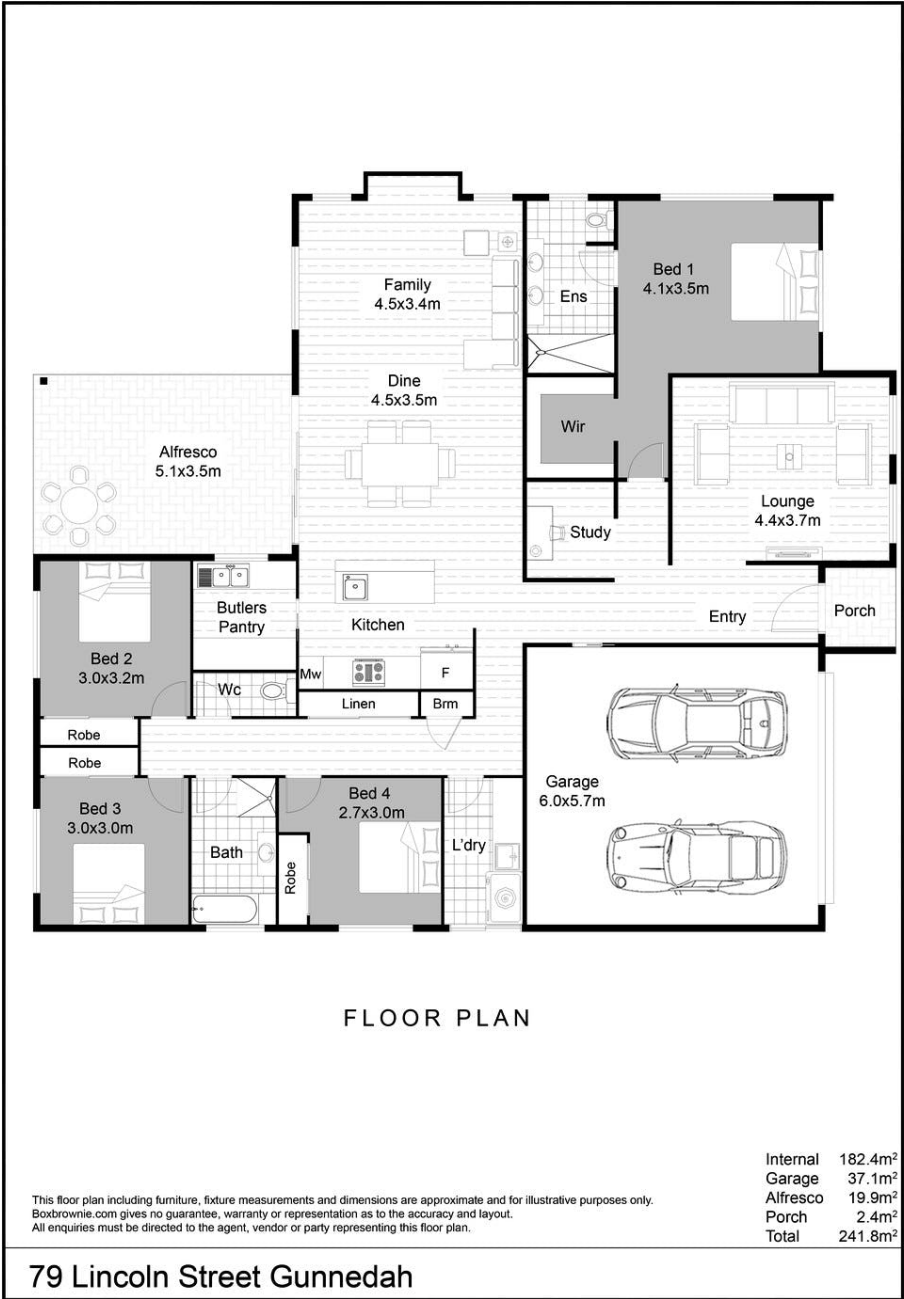 Family
4.5x3.4m
Bed 1
4.1x3.5m
Ens
Dine
4.5x3.5m
Wir
Alfresco
5.1x3.5m
Lounge
4.4x3.7m
Study
Butlers
Pantry
Kitchen
Entry
Porch
Bed 2
3.0x3.2m
Wc
Mw
F
Linen
Brm
Robe
Robe
Garage
6.0x5.7m
Bed 3
3.0x3.0m
Bed 4
2.7x3.0m
Bath
L'dry
Robe
FLOOR PLAN
Internal 182.4m²
Garage 37.1m²
Alfresco 19.9m²
Porch 2.4m²
Total 241.8m²
This floor plan including furniture, fixture measurements and dimensions are approximate and for illustrative purposes only.
Boxbrownie.com gives no guarantee, warranty or representation as to the accuracy and layout.
All enquiries must be directed to the agent, vendor or party representing this floor plan.
79 Lincoln Street Gunnedah